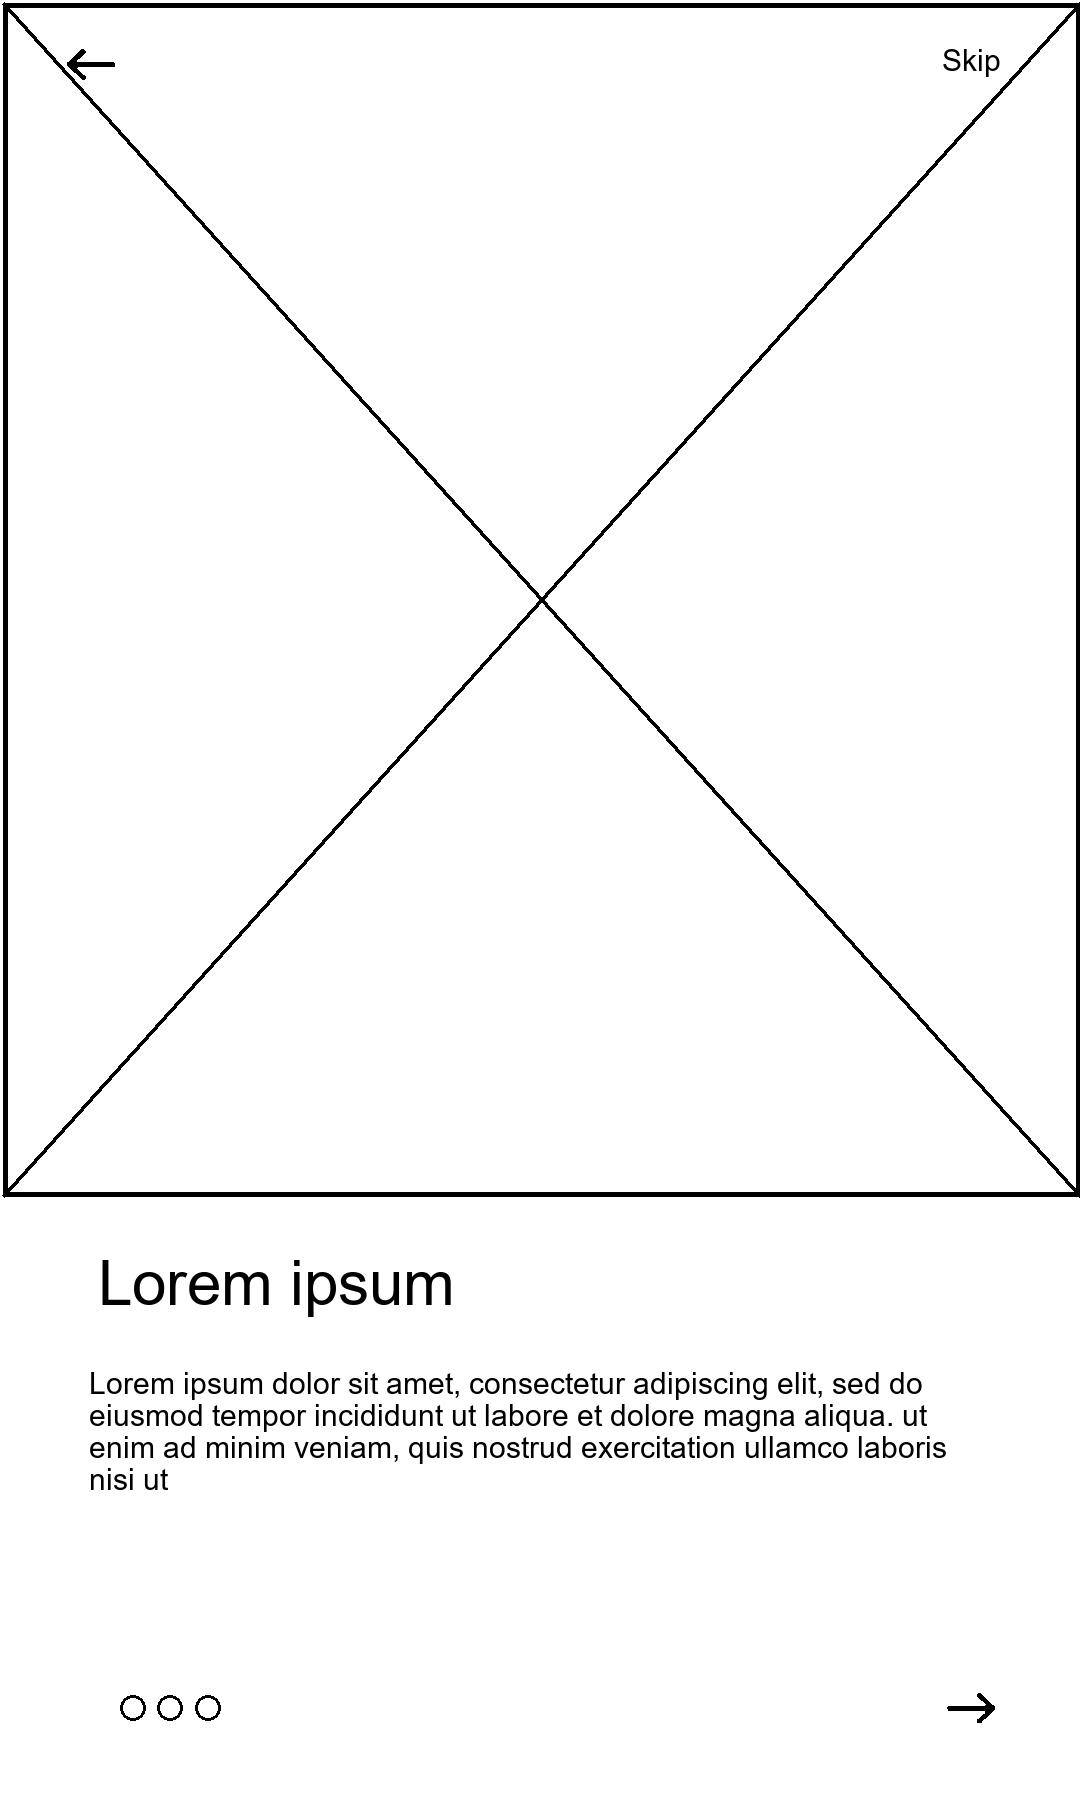 Skip
Lorem ipsum
Lorem ipsum dolor sit amet, consectetur adipiscing elit, sed do
eiusmod tempor incididunt ut labore et dolore magna aliqua. ut
enim ad minim veniam, quis nostrud exercitation ullamco laboris
nisi ut